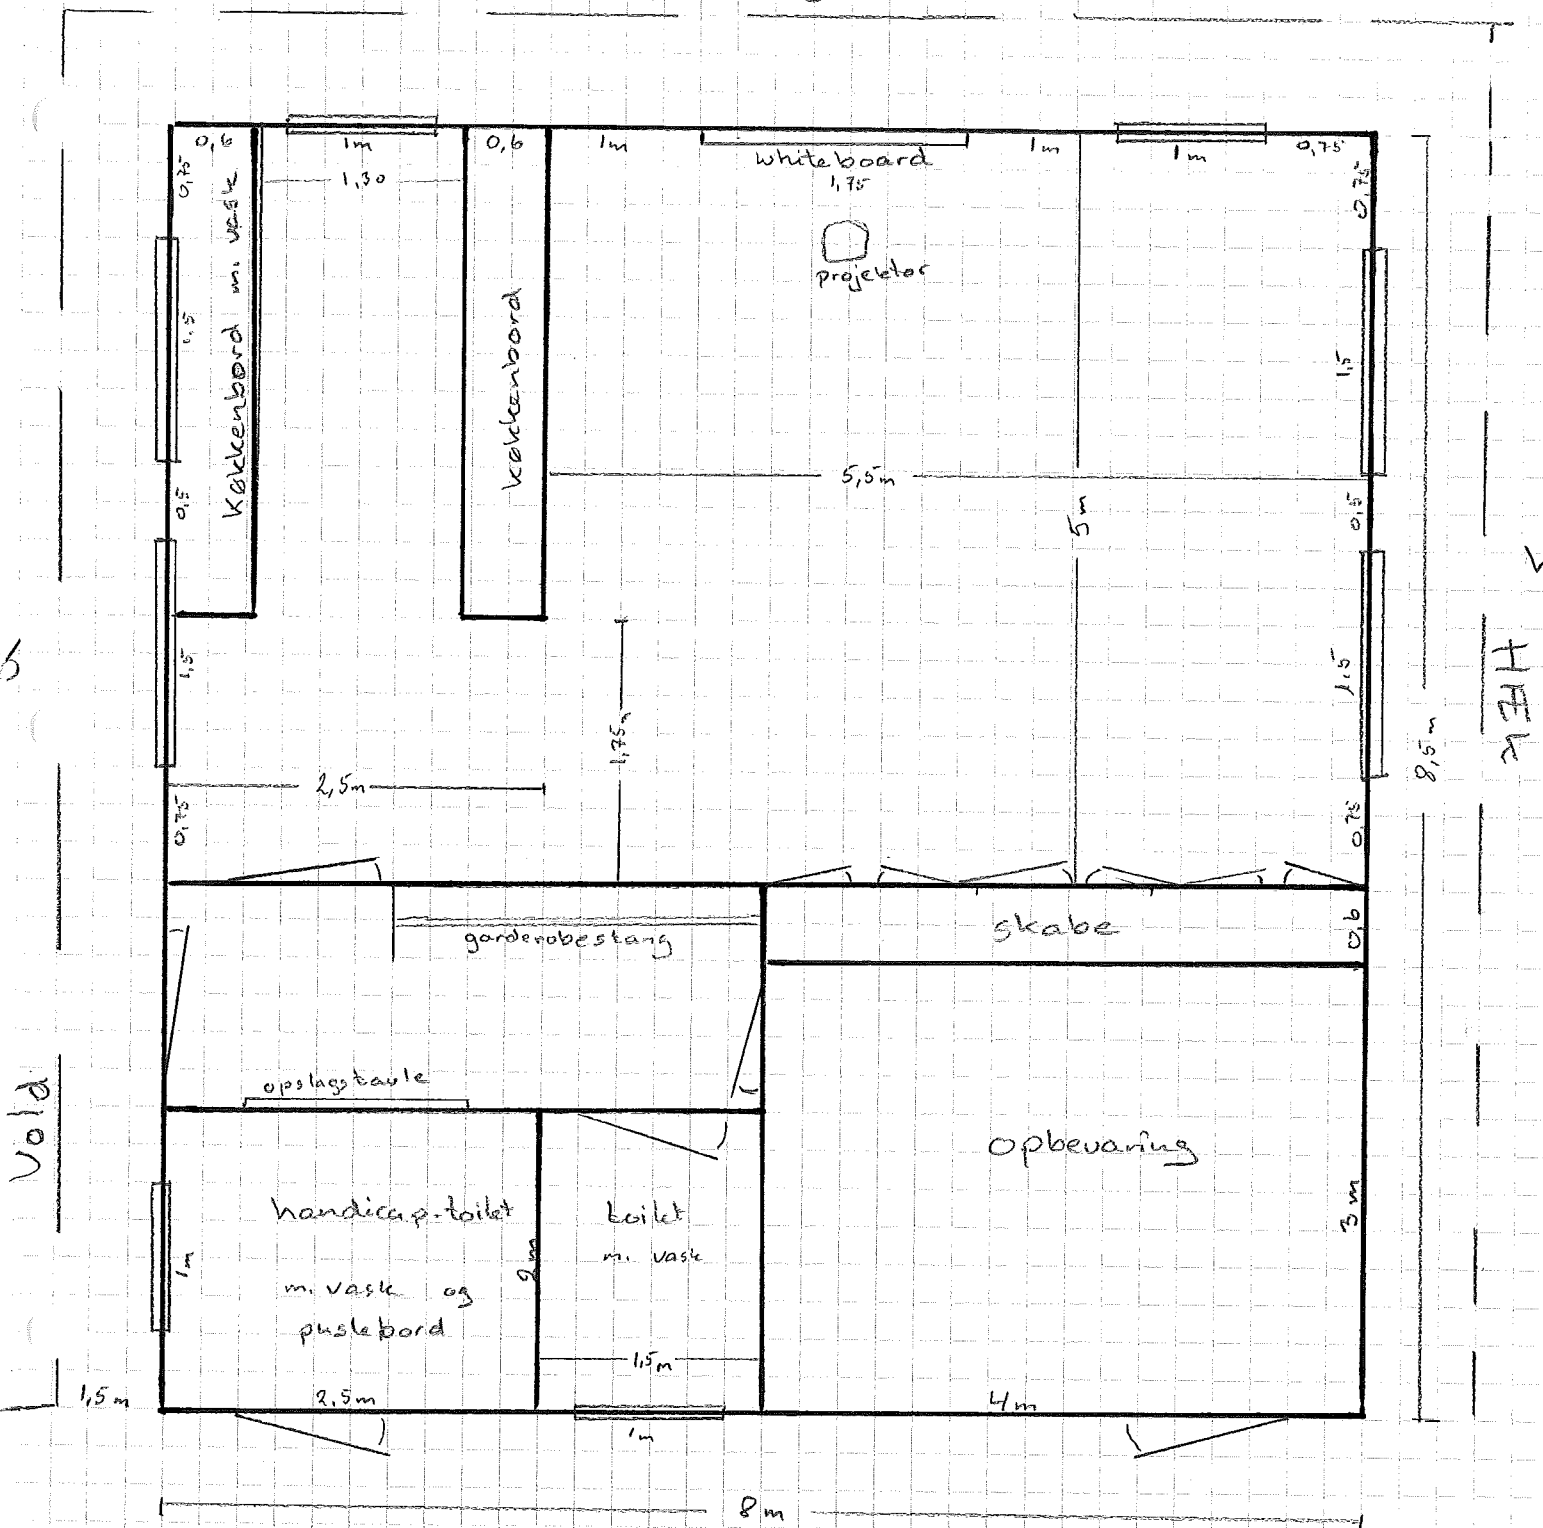 0,6
1m
0,6
1m
whiteboard
1,75
1m
1m
0,75
0,75
1,30
0,75
projektor
Køkkenbord m. vask
køkkenbord
1,5
1,5
5,5m
0,5
5m
0,5
HEK
1,5
1,5
8,5m
1,75m
2,5m
0,75
0,75
skabe
0,6
garderobestang
opslagstavle
Vold
opbevaring
handicap-toilet
m. vask og
puslebord
toilet
m. vask
2m
3m
1m
1,5m
1,5m
2,5m
4m
1m
8m